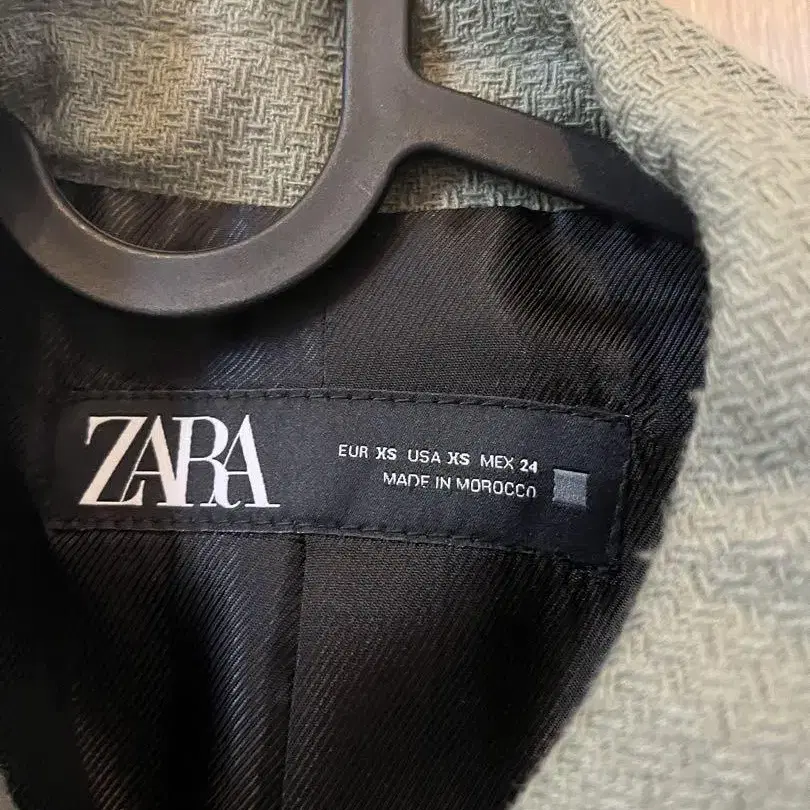 ZARA
EUR XS USA XS MEX 24
MADE IN MOROCCO